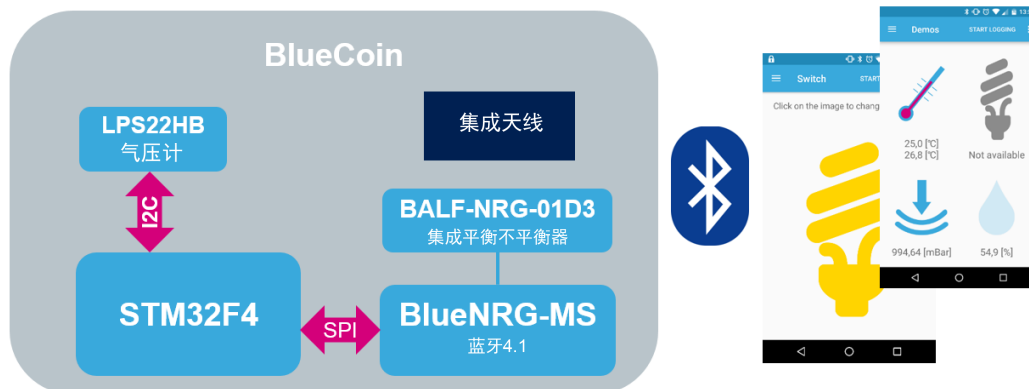 BlueCoin
LPS22HB
气压计
集成天线
I2C
BALF-NRG-01D3
集成平衡不平衡器
STM32F4
SPI
BlueNRG-MS
蓝牙4.1
Switch
START
Click on the image to chang
Demos
START LOGGING
25,0 [°C]
26,8 [°C]
Not available
994,64 [mBar]
54,9 [%]